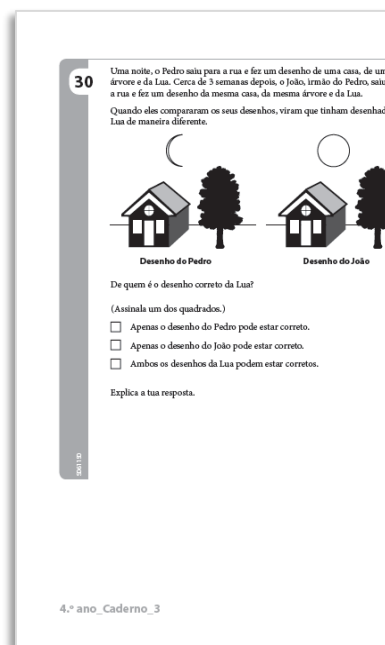 30
Uma noite, o Pedro saiu para a rua e fez um desenho de uma casa, de um
árvore e da Lua. Cerca de 3 semanas depois, o João, irmão do Pedro, saiu
a rua e fez um desenho da mesma casa, da mesma árvore e da Lua.
Quando eles compararam os seus desenhos, viram que tinham desenhad
Lua de maneira diferente.
Desenho do Pedro
Desenho do João
De quem é o desenho correto da Lua?
(Assinala um dos quadrados.)
Apenas o desenho do Pedro pode estar correto.
Apenas o desenho do João pode estar correto.
Ambos os desenhos da Lua podem estar corretos.
Explica a tua resposta.
4.º ano_Caderno_3